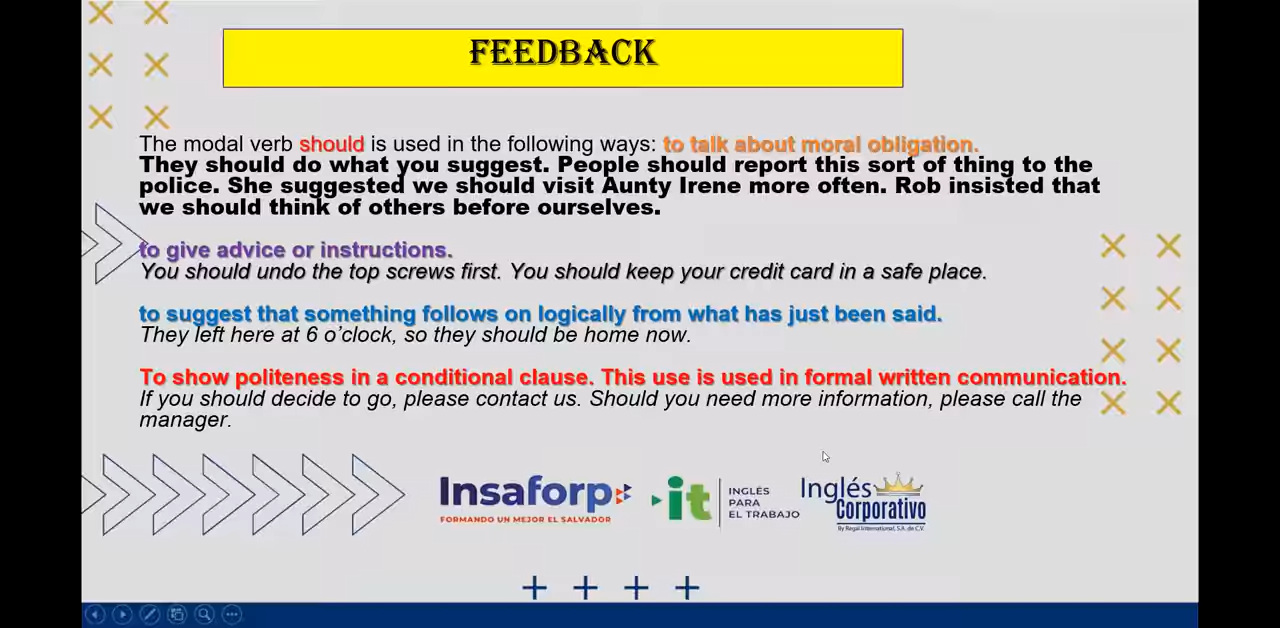 FEEDBACK
The modal verb should is used in the following ways: to talk about moral obligation.
They should do what you suggest. People should report this sort of thing to the
police. She suggested we should visit Aunty Irene more often. Rob insisted that
we should think of others before ourselves.
to give advice or instructions.
You should undo the top screws first. You should keep your credit card in a safe place.
to suggest that something follows on logically from what has just been said.
They left here at 6 o'clock, so they should be home now.
To show politeness in a conditional clause. This use is used in formal written communication.
If you should decide to go, please contact us. Should you need more information, please call the
manager.
Insaforp
FORMANDO UN MEJOR EL SALVADOR
it
INGLÉS
PARA
EL TRABAJO
Inglés
Corporativo
By Regal International, S.A. de C.V.